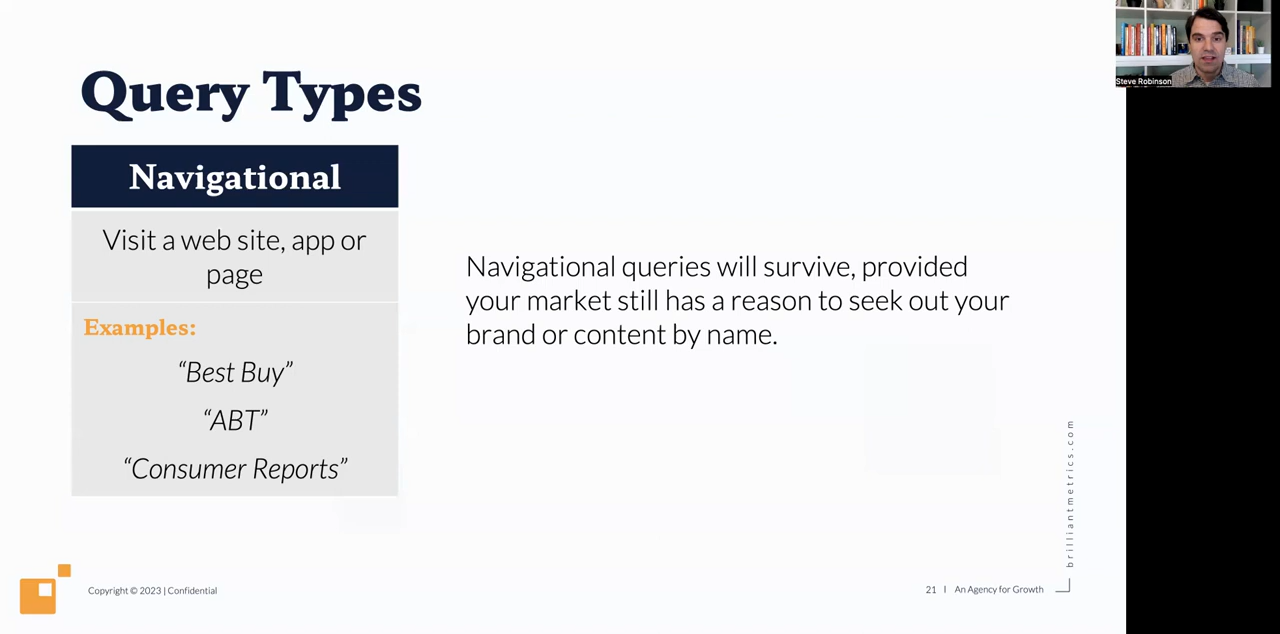 Query Types
Navigational
Visit a web site, app or
page
Examples:
“Best Buy”
“ABT”
“Consumer Reports”
Navigational queries will survive, provided
your market still has a reason to seek out your
brand or content by name.
Steve Robinson
brilliantmetrics.com
Copyright © 2023 | Confidential
21 | An Agency for Growth